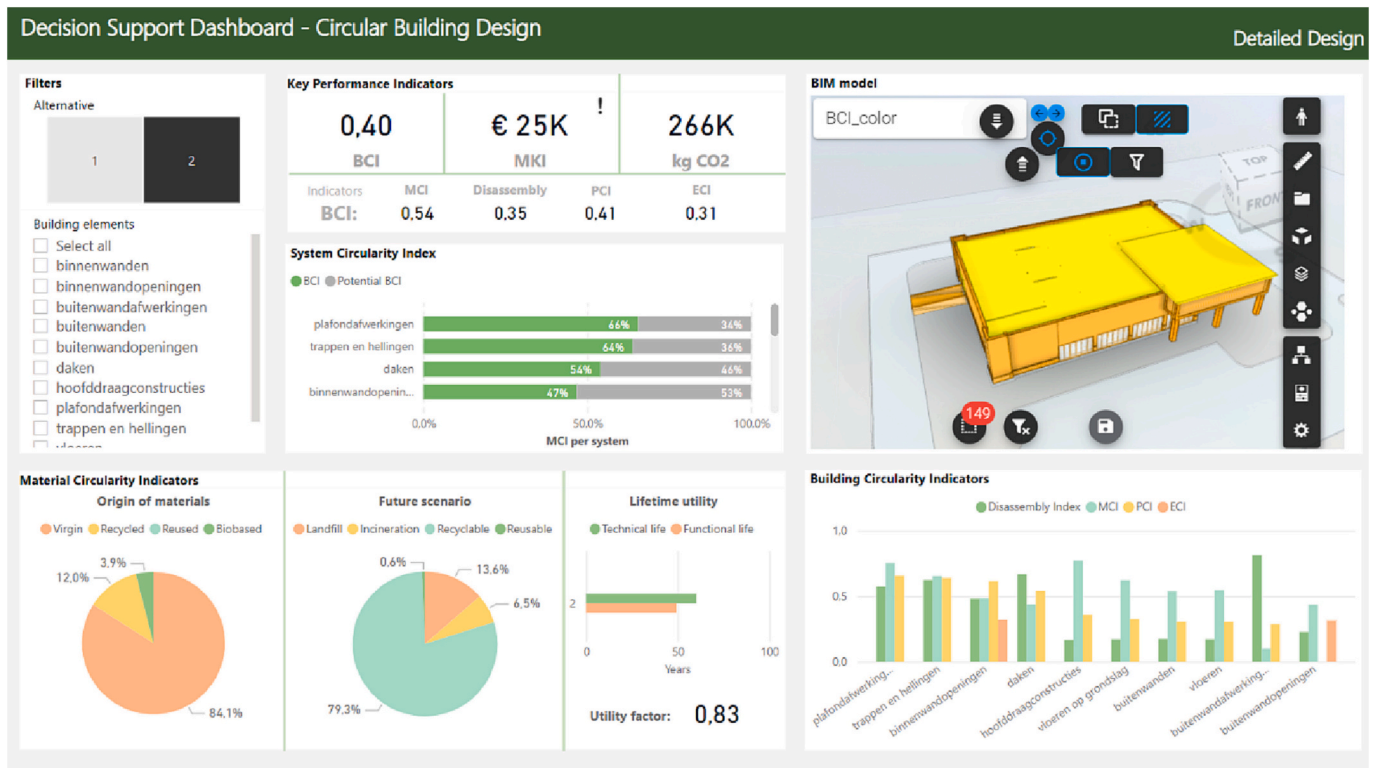 Decision Support Dashboard - Circular Building Design
Detailed Design
Filters
Alternative
1
2
Building elements
Select all
binnenwanden
binnenwandopeningen
buitenwandafwerkingen
buitenwanden
buitenwandopeningen
daken
hoofddraagconstructies
plafondafwerkingen
trappen en hellingen
Key Performance Indicators
0,40
BCI
€ 25K
!
MKI
266K
kg CO2
Indicators MCI Disassembly PCI ECI
BCI: 0,54 0,35 0,41 0,31
System Circularity Index
BCI Potential BCI
plafondafwerkingen 66% 34%
trappen en hellingen 64% 36%
daken 54% 46%
binnenwandopenin... 47% 53%
0,0% 50,0% 100,0%
MCI per system
BIM model
BCI_color
TOP
FRON
149
Material Circularity Indicators
Origin of materials
Virgin Recycled Reused Biobased
3,9%
12,0%
84,1%
Future scenario
Landfill Incineration Recyclable Reusable
0,6%
13,6%
6,5%
79,3%
Lifetime utility
Technical life Functional life
2
0 50 100
Years
Utility factor: 0,83
Building Circularity Indicators
Disassembly Index MCI PCI ECI
1,0
0,5
0,0
plafondafwerking...
trappen en hellingen
binnenwandopeningen
daken
hoofddraagconstructies
vloeren op grondslag
buitenwanden
vloeren
buitenwandafwerking...
buitenwandopeningen